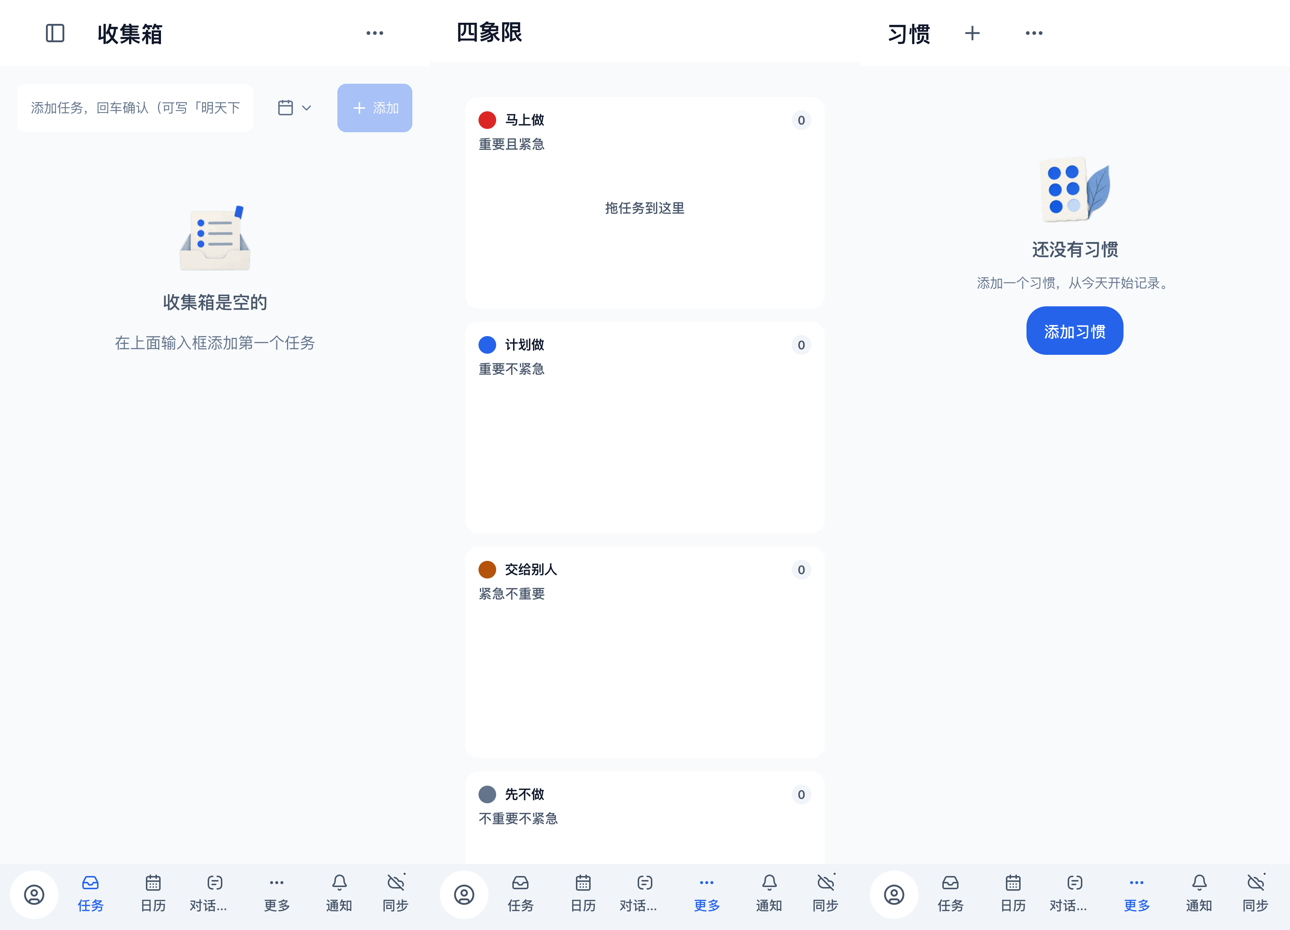 收集箱
添加任务，回车确认（可写「明天下
添加
收集箱是空的
在上面输入框添加第一个任务
任务
日历
对话...
更多
通知
同步
四象限
马上做
0
重要且紧急
拖任务到这里
计划做
0
重要不紧急
交给别人
0
紧急不重要
先不做
0
不重要不紧急
任务
日历
对话...
更多
通知
同步
习惯
还没有习惯
添加一个习惯，从今天开始记录。
添加习惯
任务
日历
对话...
更多
通知
同步